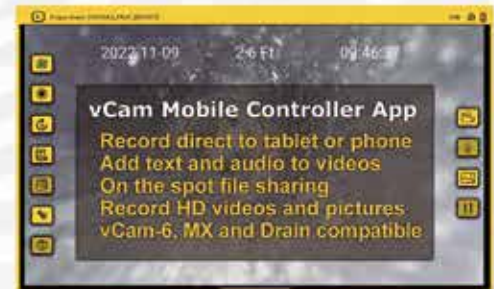 2022-11-09 26 Ft 09:46:37
vCam Mobile Controller App
Record direct to tablet or phone
Add text and audio to videos
On the spot file sharing
Record HD videos and pictures
vCam-6, MX and Drain compatible